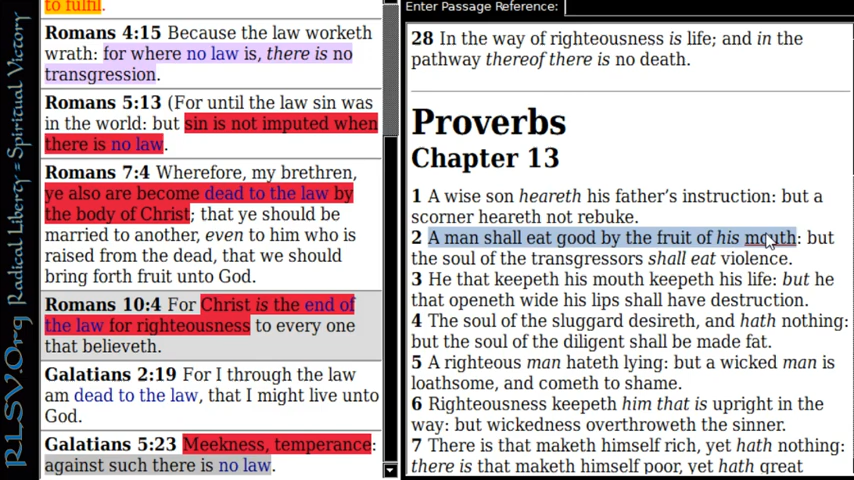 RLSV.Org Radical Liberty = Spiritual Victory
to fulfil.
Romans 4:15 Because the law worketh
wrath: for where no law is, there is no
transgression.
Romans 5:13 (For until the law sin was
in the world: but sin is not imputed when
there is no law.
Romans 7:4 Wherefore, my brethren,
ye also are become dead to the law by
the body of Christ; that ye should be
married to another, even to him who is
raised from the dead, that we should
bring forth fruit unto God.
Romans 10:4 For Christ is the end of
the law for righteousness to every one
that believeth.
Galatians 2:19 For I through the law
am dead to the law, that I might live unto
God.
Galatians 5:23 Meekness, temperance:
against such there is no law.
Enter Passage Reference:
28 In the way of righteousness is life; and in the
pathway thereof there is no death.
Proverbs
Chapter 13
1 A wise son heareth his father's instruction: but a
scorner heareth not rebuke.
2 A man shall eat good by the fruit of his mouth: but
the soul of the transgressors shall eat violence.
3 He that keepeth his mouth keepeth his life: but he
that openeth wide his lips shall have destruction.
4 The soul of the sluggard desireth, and hath nothing:
but the soul of the diligent shall be made fat.
5 A righteous man hateth lying: but a wicked man is
loathsome, and cometh to shame.
6 Righteousness keepeth him that is upright in the
way: but wickedness overthroweth the sinner.
7 There is that maketh himself rich, yet hath nothing:
there is that maketh himself poor, yet hath great